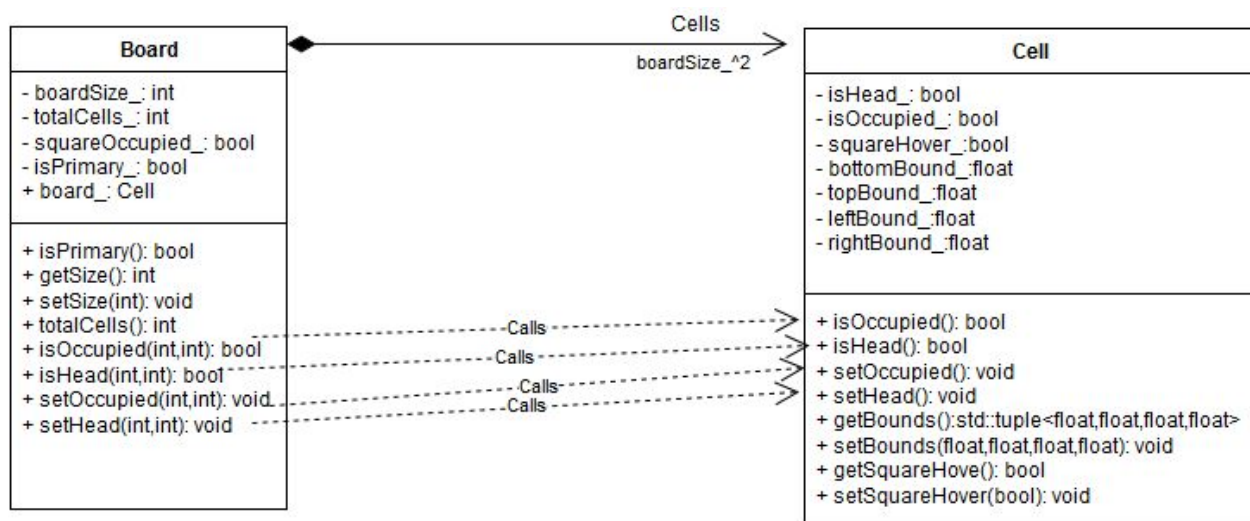 Board
- boardSize_: int
- totalCells_: int
- squareOccupied_: bool
- isPrimary_: bool
+ board_: Cell
+ isPrimary(): bool
+ getSize(): int
+ setSize(int): void
+ totalCells(): int
+ isOccupied(int,int): bool
+ isHead(int,int): bool
+ setOccupied(int,int): void
+ setHead(int,int): void
Cells
boardSize_^2
Calls
Calls
Calls
Calls
Cell
- isHead_: bool
- isOccupied_: bool
- squareHover_:bool
- bottomBound_:float
- topBound_:float
- leftBound_:float
- rightBound_:float
+ isOccupied(): bool
+ isHead(): bool
+ setOccupied(): void
+ setHead(): void
+ getBounds():std::tuple<float,float,float,float>
+ setBounds(float,float,float,float): void
+ getSquareHove(): bool
+ setSquareHover(bool): void